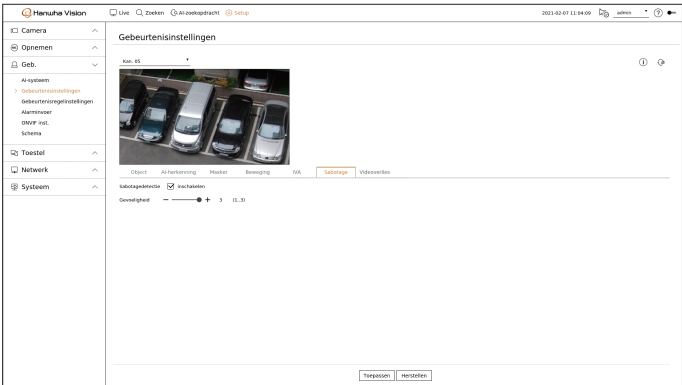 Hanwha Vision
Live Zoeken AI-zoekopdracht Setup
2021-02-07 11:04:09 admin
Camera
Opnemen
Geb.
AI-systeem
Gebeurtenisinstellingen
Gebeurtenisregelinstellingen
Alarminvoer
ONVIF inst.
Schema
Toestel
Netwerk
Systeem
Gebeurtenisinstellingen
Kan. 05
Object AI-herkenning Masker Beweging IVA Sabotage Videoverlies
Sabotagedetectie inschakelen
Gevoeligheid 3 (1..3)
Toepassen Herstellen